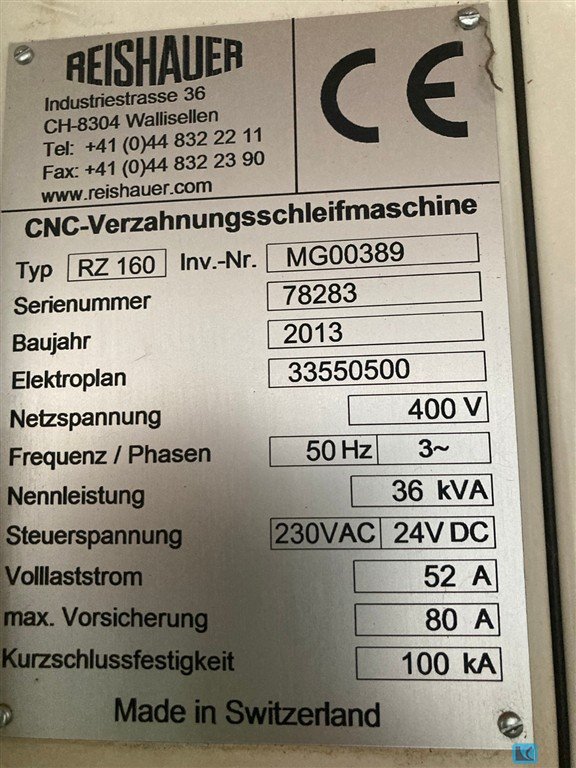 REISHAUER
Industriestrasse 36
CH-8304 Wallisellen
Tel: +41 (0)44 832 22 11
Fax: +41 (0)44 832 23 90
www.reishauer.com
CE
CNC-Verzahnungsschleifmaschine
Typ RZ 160 Inv.-Nr. MG00389
Serienummer 78283
Baujahr 2013
Elektroplan 33550500
Netzspannung 400 V
Frequenz / Phasen 50 Hz 3~
Nennleistung 36 kVA
Steuerspannung 230VAC 24V DC
Volllaststrom 52 A
max. Vorsicherung 80 A
Kurzschlussfestigkeit 100 kA
Made in Switzerland